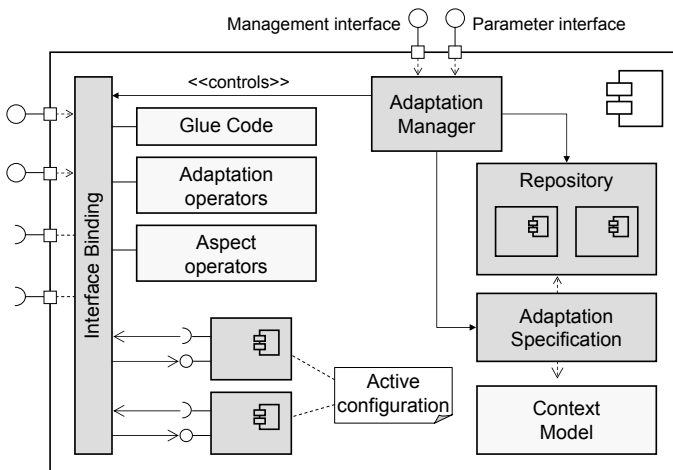 Management interface
Parameter interface
<<controls>>
Adaptation
Manager
Glue Code
Adaptation
operators
Aspect
operators
Interface Binding
Repository
Adaptation
Specification
Active
configuration
Context
Model